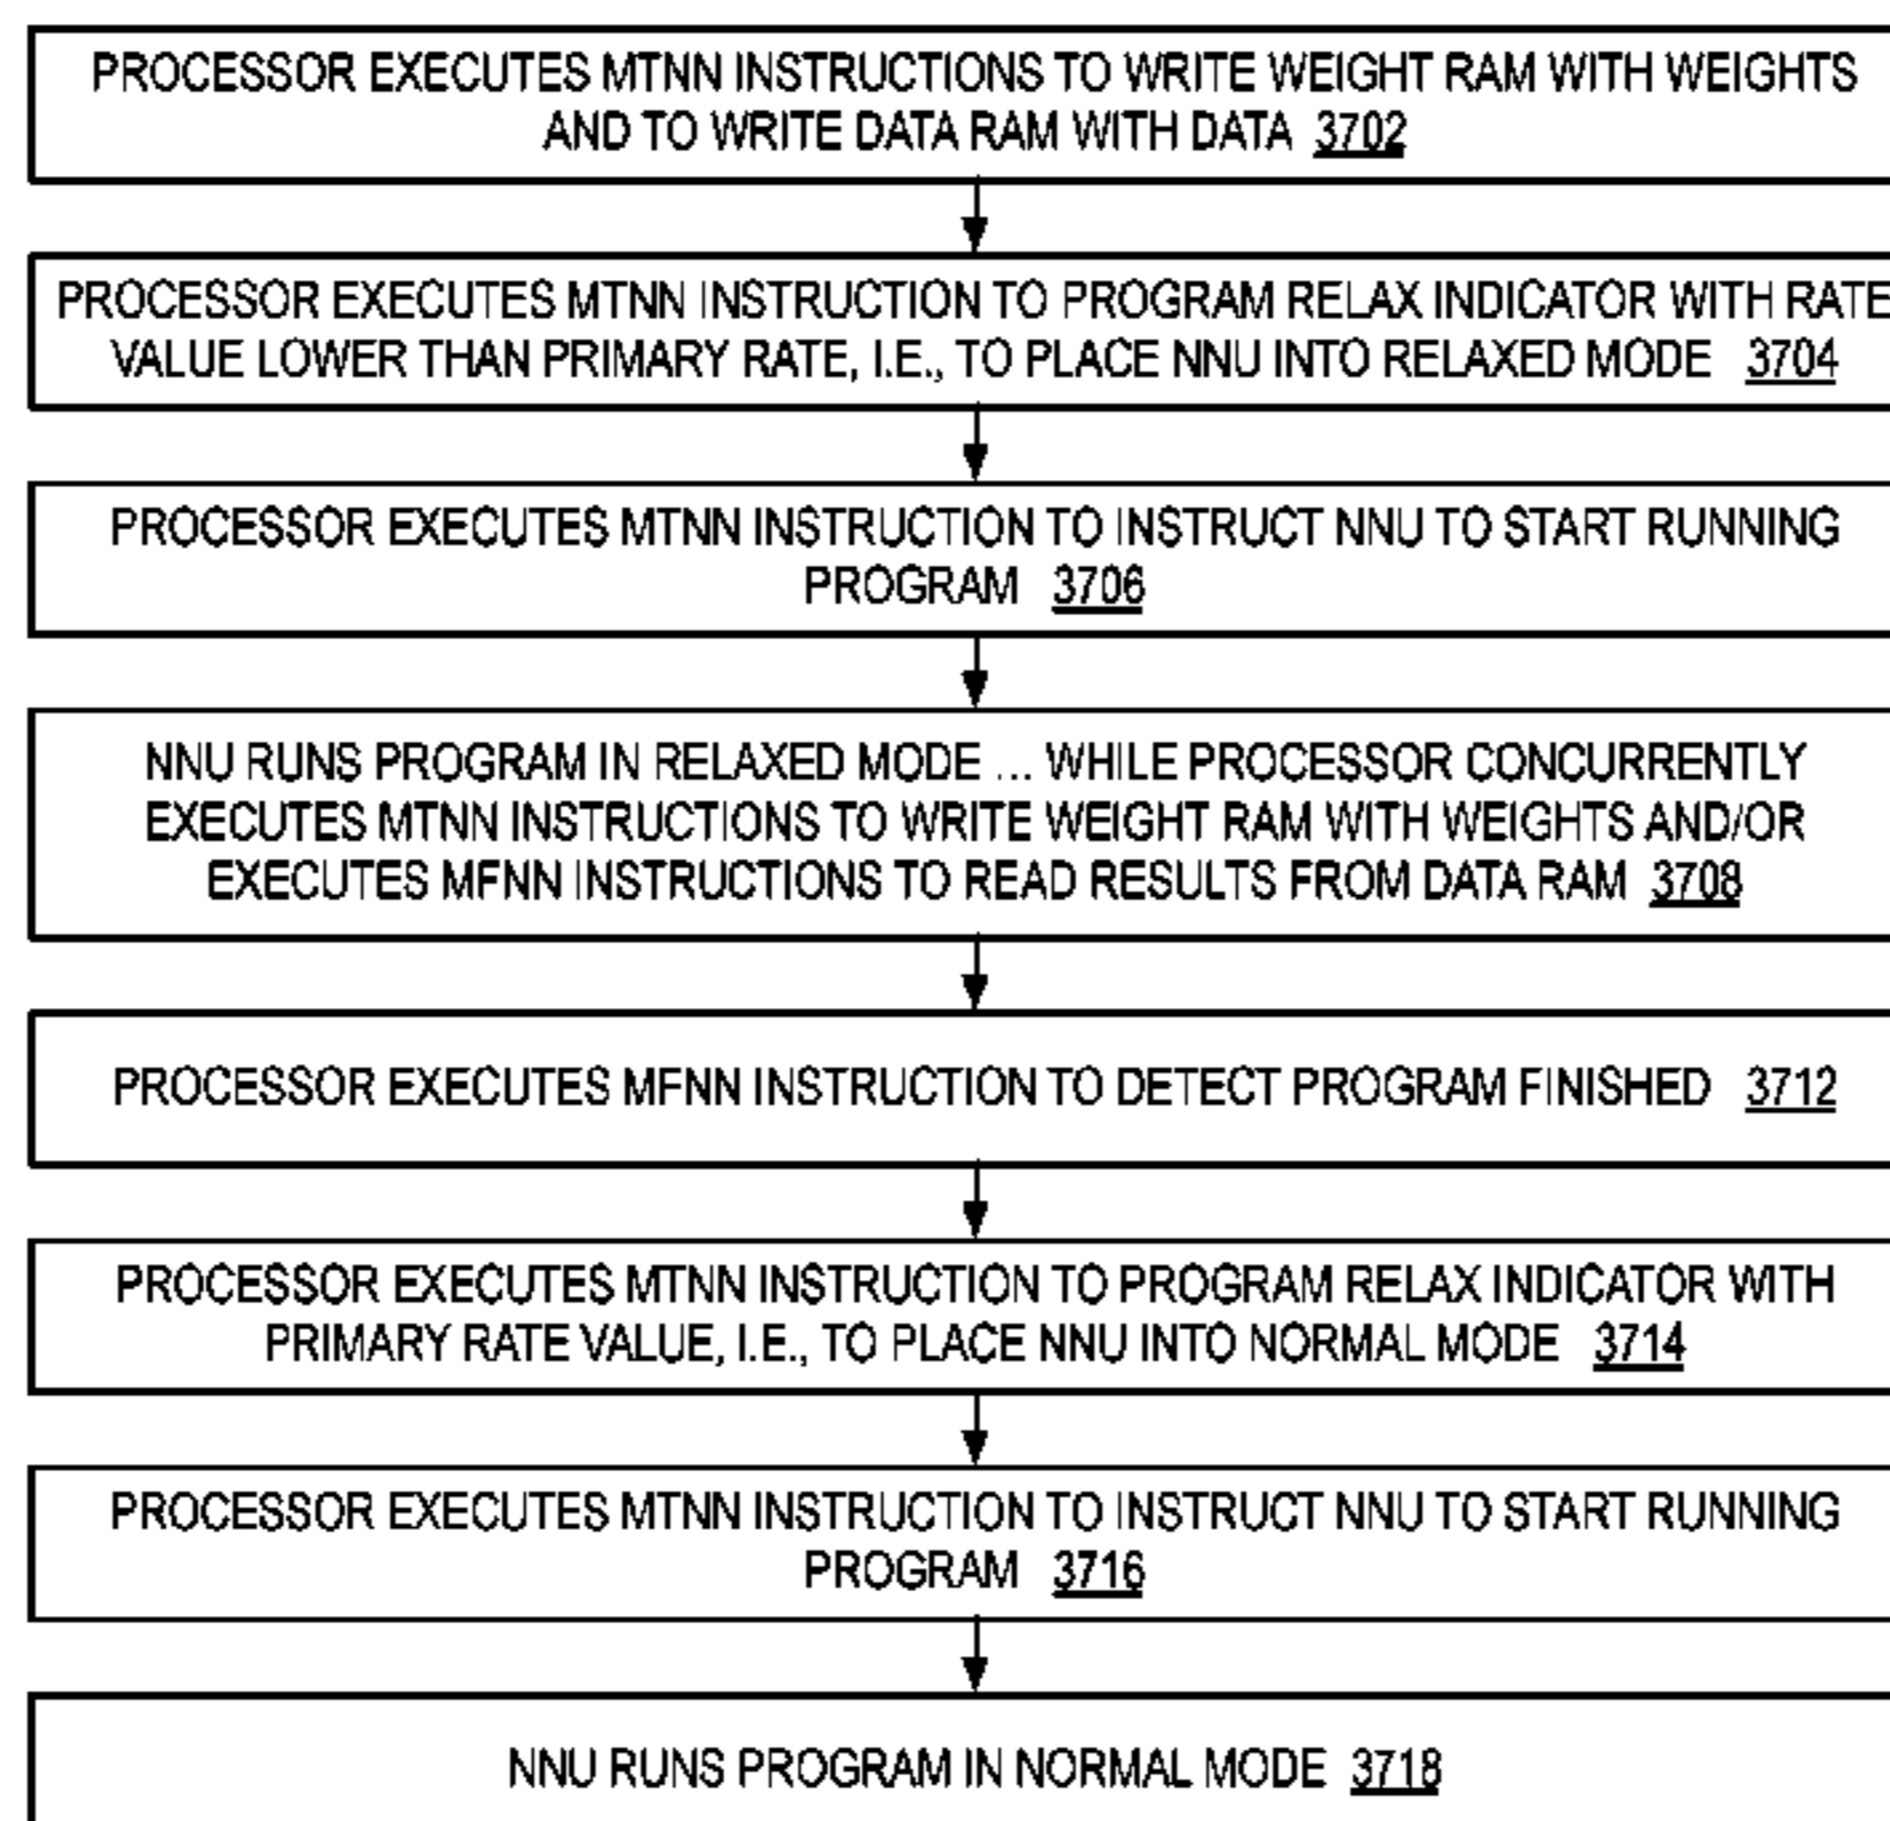 PROCESSOR EXECUTES MTNN INSTRUCTIONS TO WRITE WEIGHT RAM WITH WEIGHTS
AND TO WRITE DATA RAM WITH DATA 3702
PROCESSOR EXECUTES MTNN INSTRUCTION TO PROGRAM RELAX INDICATOR WITH RATE
VALUE LOWER THAN PRIMARY RATE, I.E., TO PLACE NNU INTO RELAXED MODE 3704
PROCESSOR EXECUTES MTNN INSTRUCTION TO INSTRUCT NNU TO START RUNNING
PROGRAM 3706
NNU RUNS PROGRAM IN RELAXED MODE ... WHILE PROCESSOR CONCURRENTLY
EXECUTES MTNN INSTRUCTIONS TO WRITE WEIGHT RAM WITH WEIGHTS AND/OR
EXECUTES MFNN INSTRUCTIONS TO READ RESULTS FROM DATA RAM 3708
PROCESSOR EXECUTES MFNN INSTRUCTION TO DETECT PROGRAM FINISHED 3712
PROCESSOR EXECUTES MTNN INSTRUCTION TO PROGRAM RELAX INDICATOR WITH
PRIMARY RATE VALUE, I.E., TO PLACE NNU INTO NORMAL MODE 3714
PROCESSOR EXECUTES MTNN INSTRUCTION TO INSTRUCT NNU TO START RUNNING
PROGRAM 3716
NNU RUNS PROGRAM IN NORMAL MODE 3718